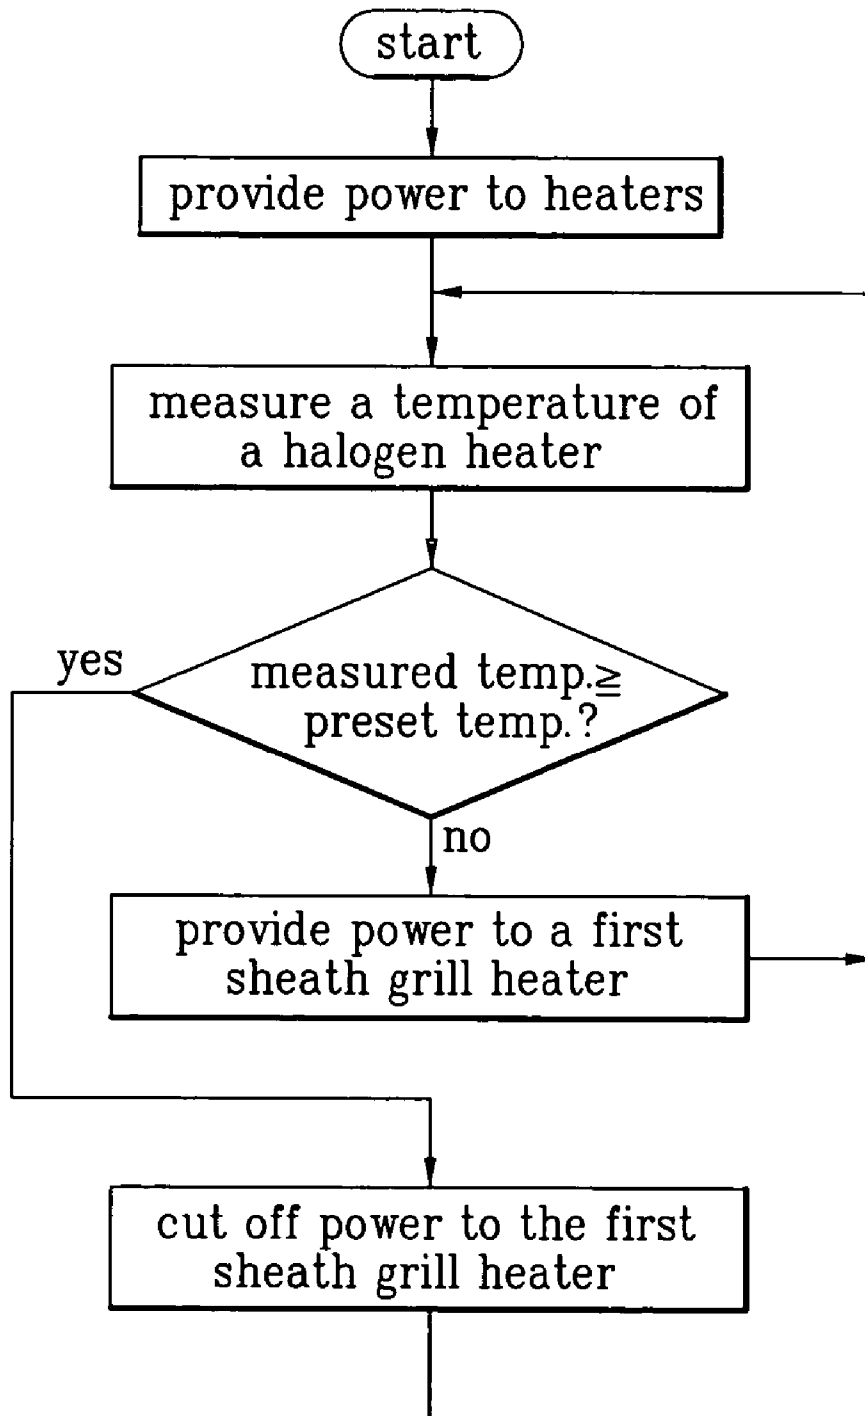 start
provide power to heaters
measure a temperature of
a halogen heater
yes
measured temp.≧
preset temp.?
no
provide power to a first
sheath grill heater
cut off power to the first
sheath grill heater